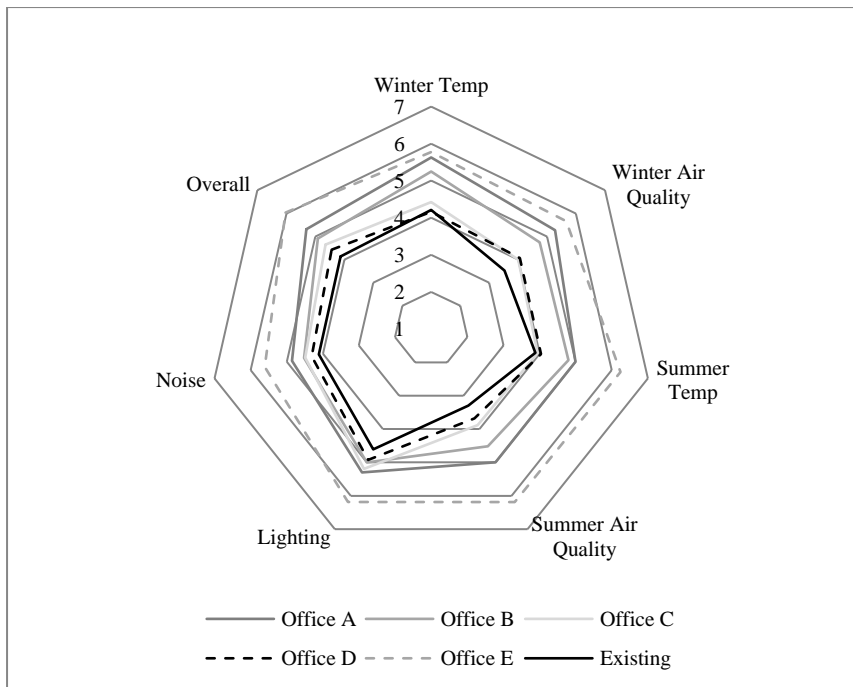 Winter Temp
7
6
5
4
3
2
1
Winter Air
Quality
Summer
Temp
Summer Air
Quality
Lighting
Noise
Overall
Office A
Office B
Office C
Office D
Office E
Existing